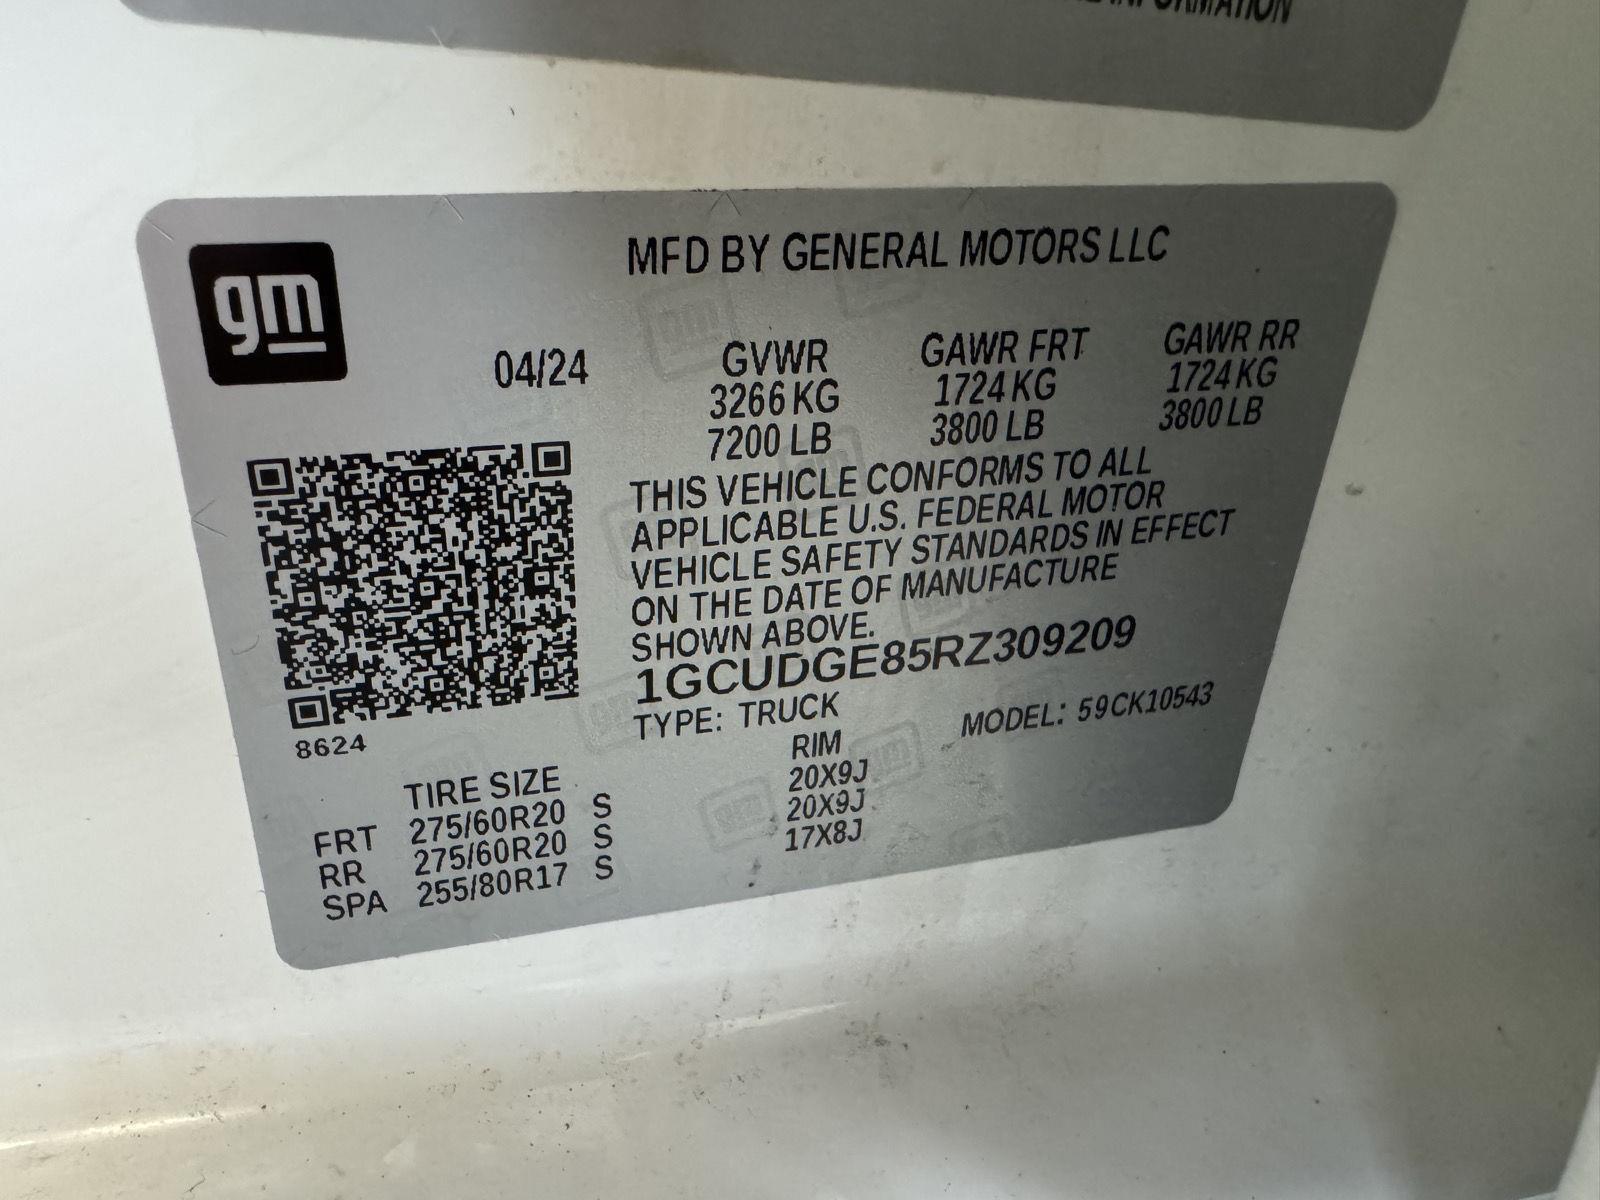 INFORMATION
gm
MFD BY GENERAL MOTORS LLC
04/24
GVWR GAWR FRT GAWR RR
3266 KG 1724 KG 1724 KG
7200 LB 3800 LB 3800 LB
THIS VEHICLE CONFORMS TO ALL
APPLICABLE U.S. FEDERAL MOTOR
VEHICLE SAFETY STANDARDS IN EFFECT
ON THE DATE OF MANUFACTURE
SHOWN ABOVE.
1GCUDGE85RZ309209
TYPE: TRUCK MODEL: 59CK10543
8624
TIRE SIZE RIM
FRT 275/60R20 S 20X9J
RR 275/60R20 S 20X9J
SPA 255/80R17 S 17X8J